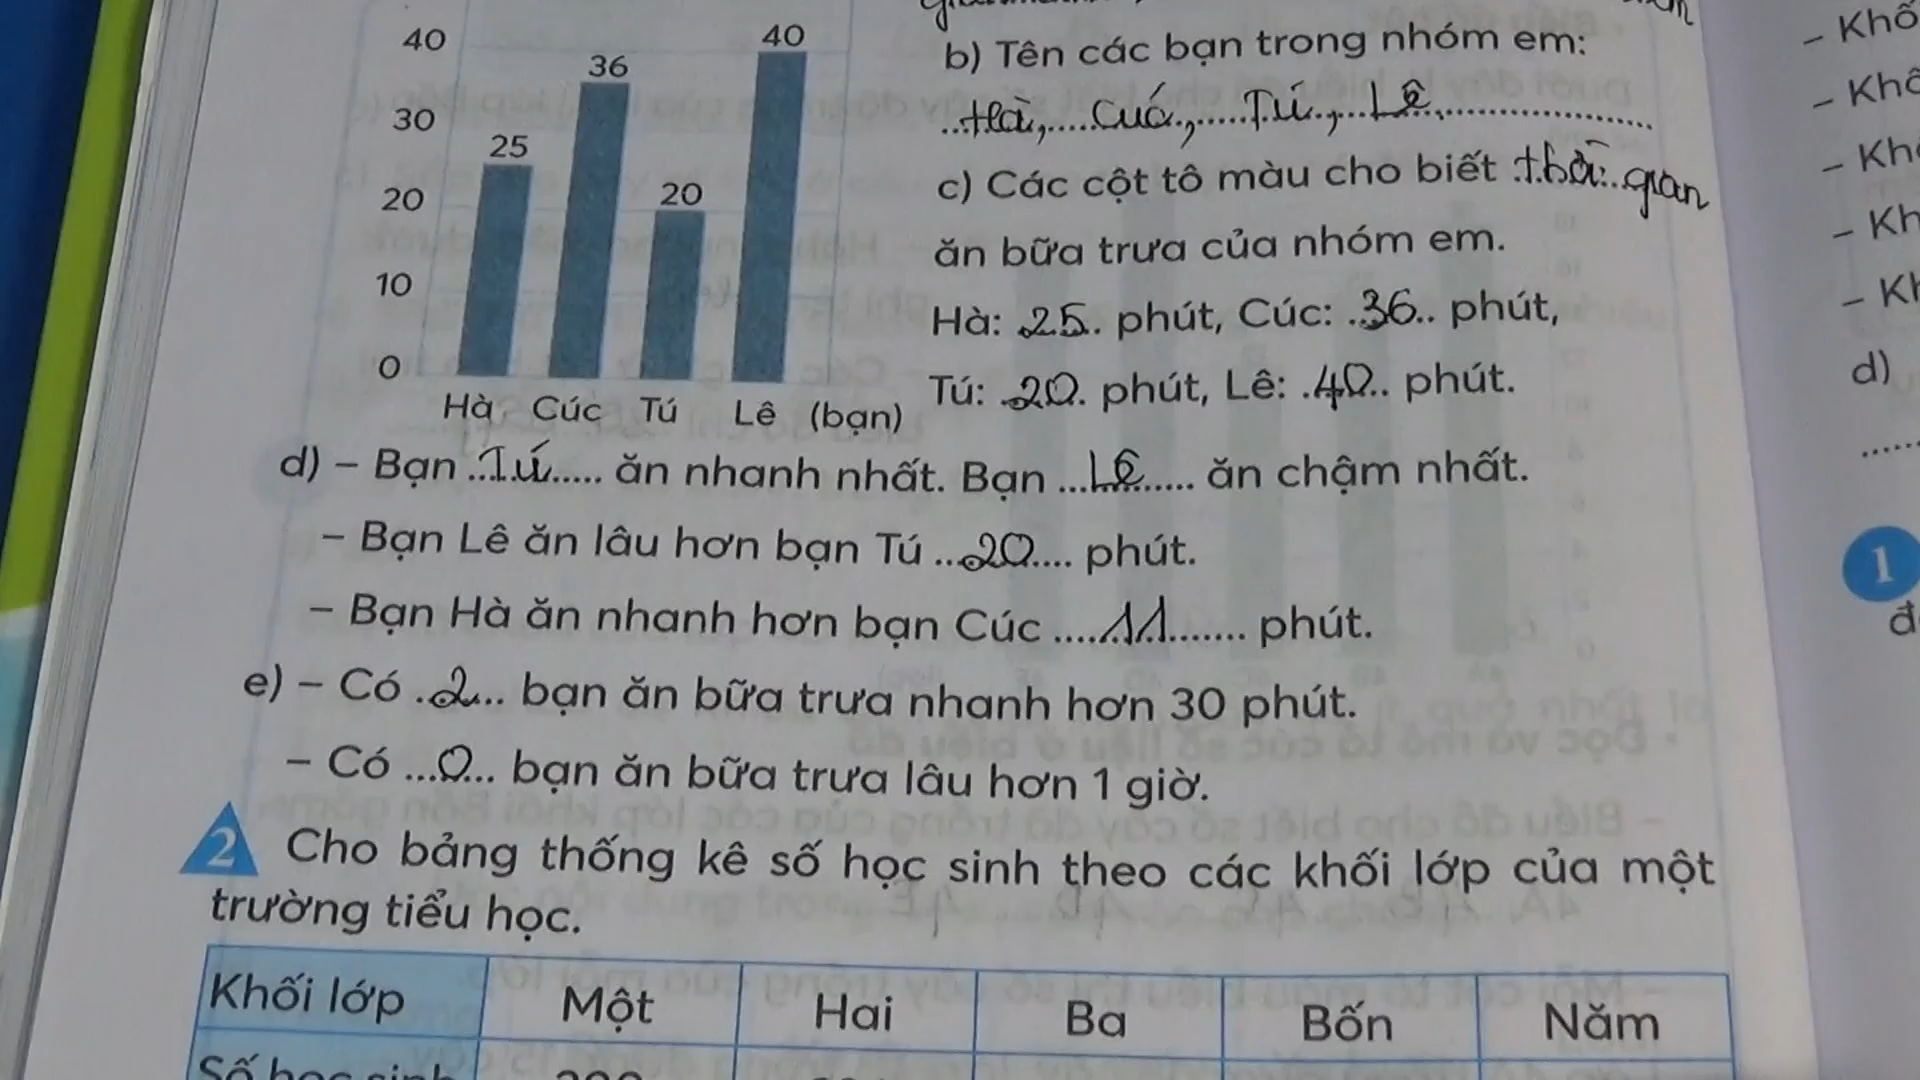 40
30
20
10
0
25
36
20
40
Hà Cúc Tú Lê (bạn)
b) Tên các bạn trong nhóm em:
Hà, Cúc, Tú, Lê
c) Các cột tô màu cho biết thời gian
ăn bữa trưa của nhóm em.
Hà: 25 phút, Cúc: 36 phút,
Tú: 20 phút, Lê: 40 phút.
d) – Bạn Tú ăn nhanh nhất. Bạn Lê ăn chậm nhất.
– Bạn Lê ăn lâu hơn bạn Tú 20 phút.
– Bạn Hà ăn nhanh hơn bạn Cúc 11 phút.
e) – Có 2 bạn ăn bữa trưa nhanh hơn 30 phút.
– Có 0 bạn ăn bữa trưa lâu hơn 1 giờ.
2 Cho bảng thống kê số học sinh theo các khối lớp của một
trường tiểu học.
Khối lớp Một Hai Ba Bốn Năm
Số học sinh
d)
1